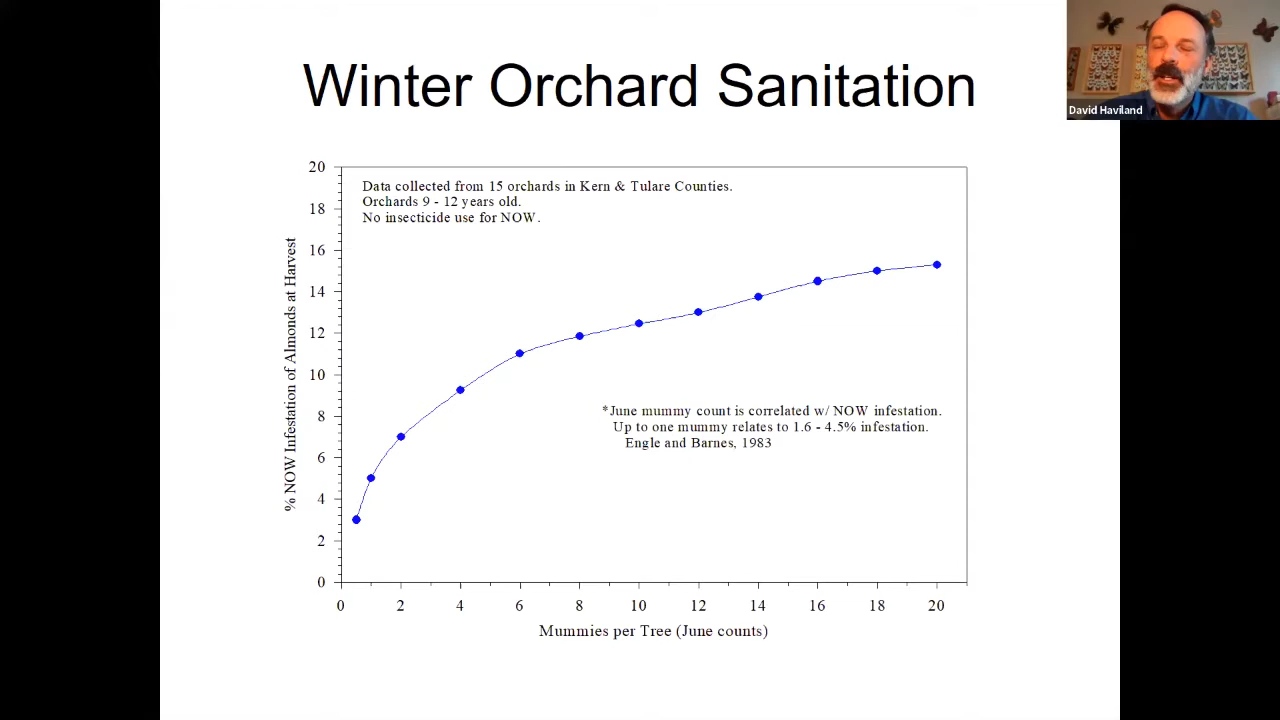 Winter Orchard Sanitation
David Haviland
Data collected from 15 orchards in Kern & Tulare Counties.
Orchards 9 - 12 years old.
No insecticide use for NOW.
% NOW Infestation of Almonds at Harvest
20
18
16
14
12
10
8
6
4
2
0
*June mummy count is correlated w/ NOW infestation.
Up to one mummy relates to 1.6 - 4.5% infestation.
Engle and Barnes, 1983
0 2 4 6 8 10 12 14 16 18 20
Mummies per Tree (June counts)